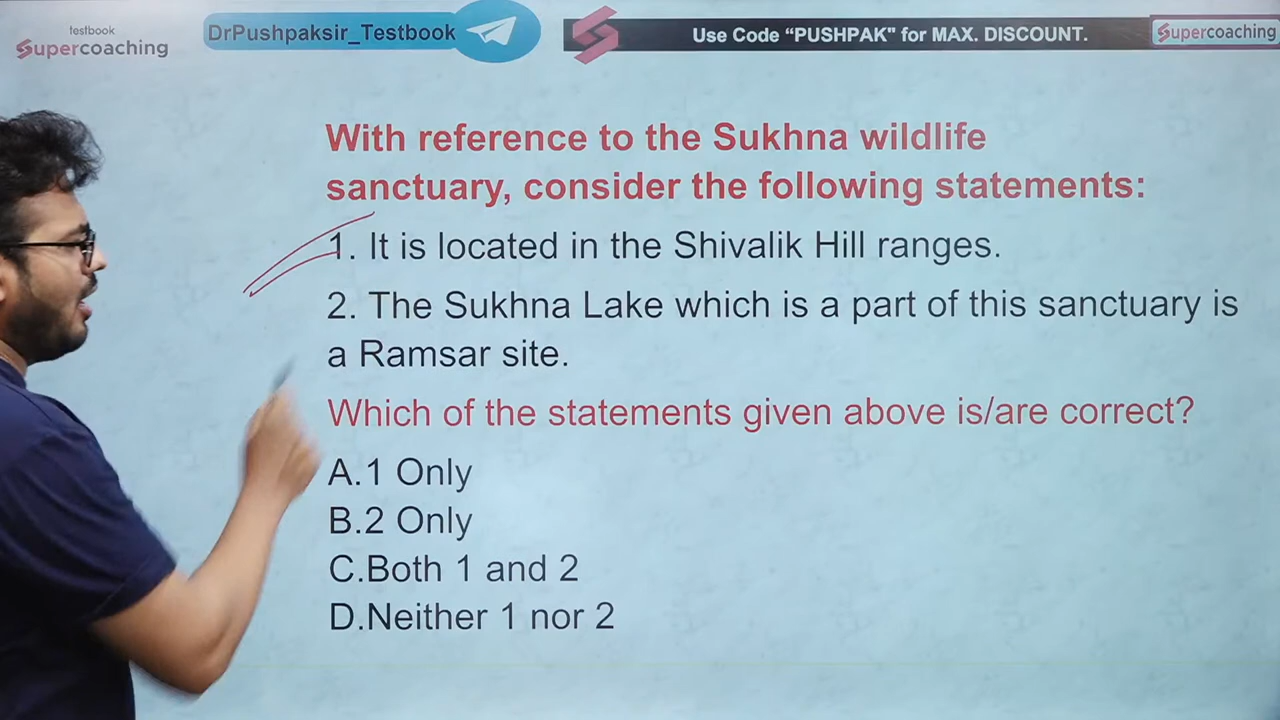 testbook
Supercoaching
DrPushpaksir_Testbook
Use Code “PUSHPAK" for MAX. DISCOUNT.
Supercoaching
With reference to the Sukhna wildlife
sanctuary, consider the following statements:
1. It is located in the Shivalik Hill ranges.
2. The Sukhna Lake which is a part of this sanctuary is
a Ramsar site.
Which of the statements given above is/are correct?
A.1 Only
B.2 Only
C.Both 1 and 2
D.Neither 1 nor 2